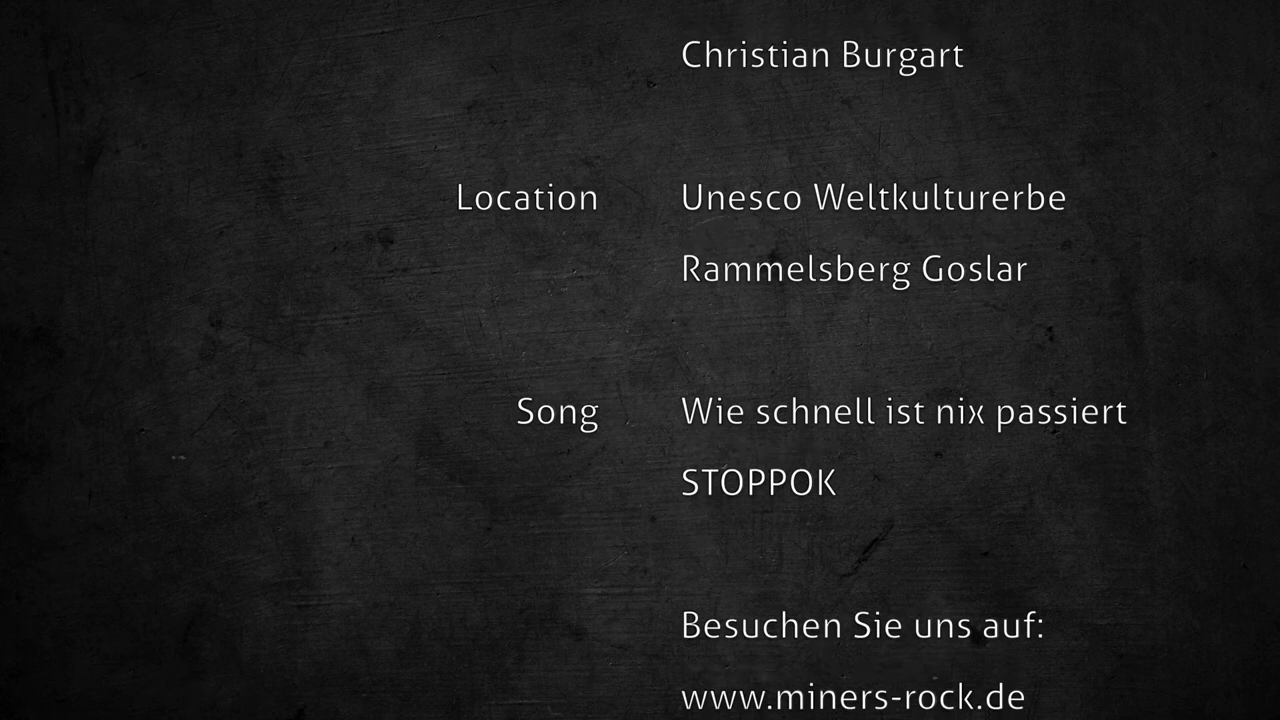 Christian Burgart
Location Unesco Weltkulturerbe
Rammelsberg Goslar
Song Wie schnell ist nix passiert
STOPPOK
Besuchen Sie uns auf:
www.miners-rock.de